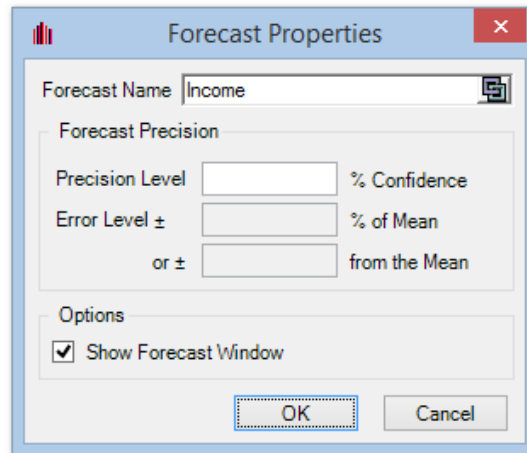 Forecast Properties
Forecast Name Income
Forecast Precision
Precision Level % Confidence
Error Level ± % of Mean
or ± from the Mean
Options
Show Forecast Window
OK Cancel